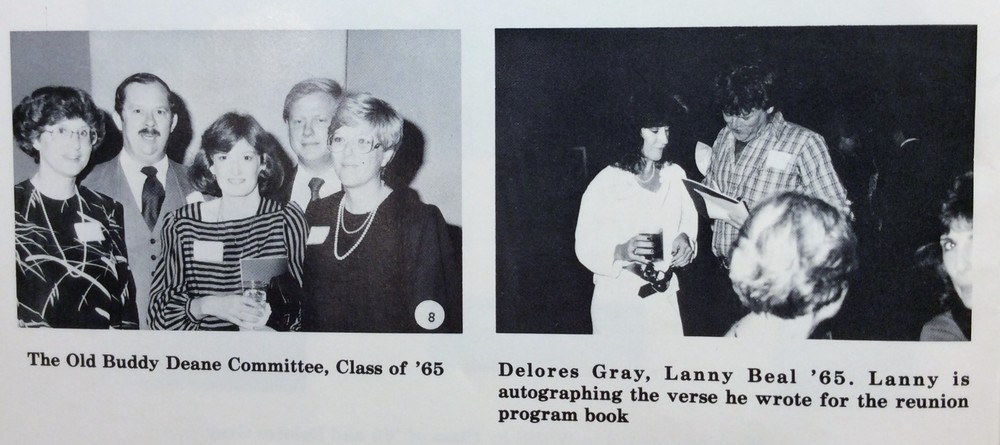 8
The Old Buddy Deane Committee, Class of '65
Delores Gray, Lanny Beal '65. Lanny is
autographing the verse he wrote for the reunion
program book